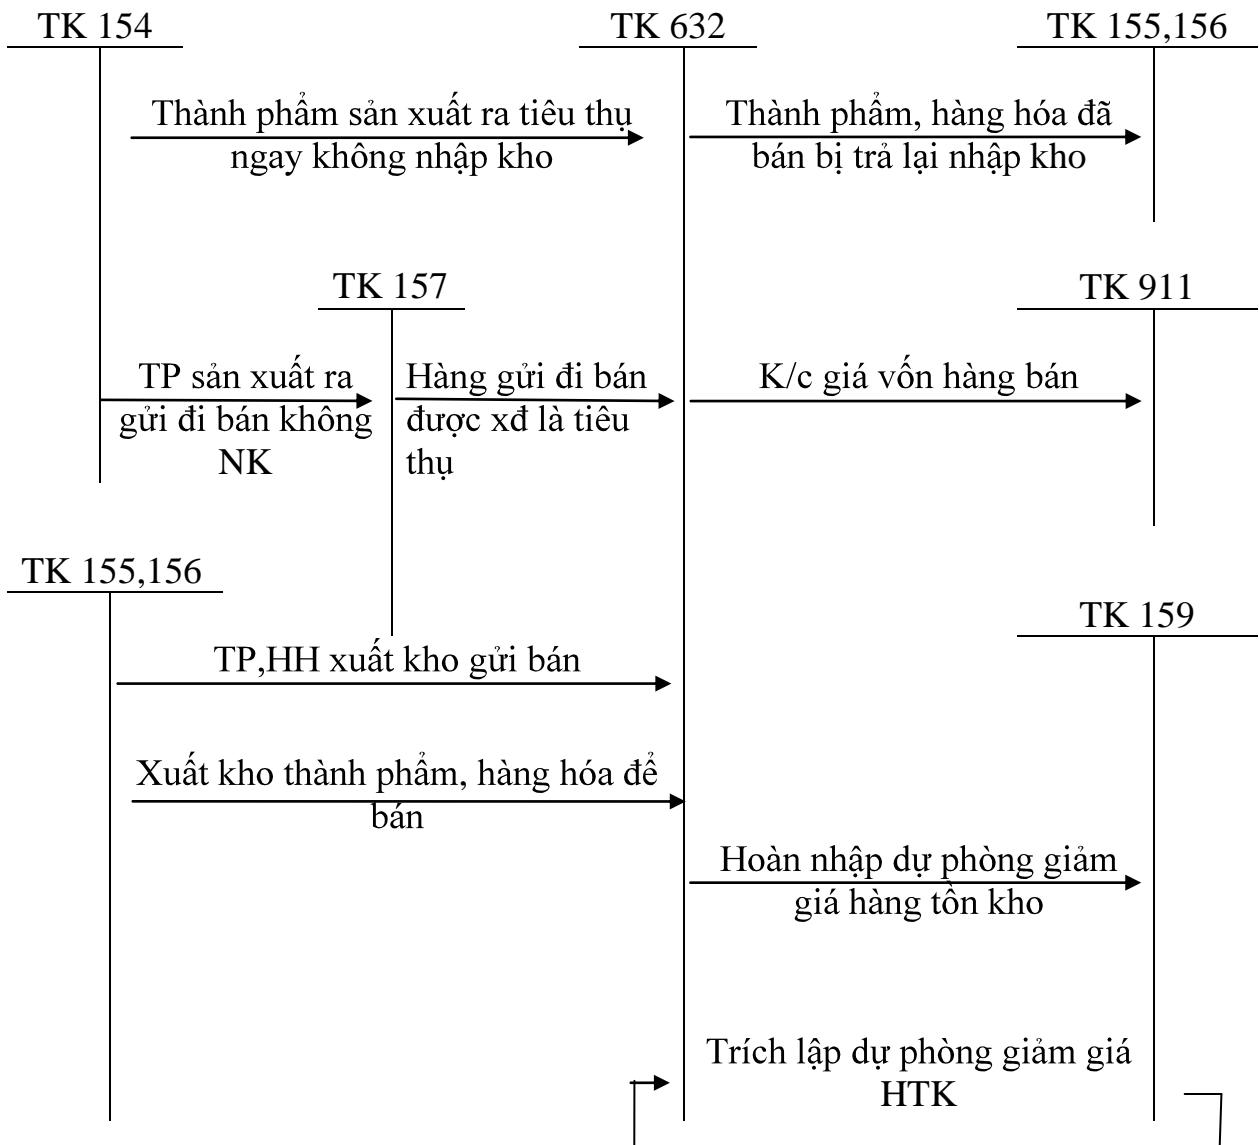 TK 154
TK 632
TK 155,156
Thành phẩm sản xuất ra tiêu thụ
ngay không nhập kho
Thành phẩm, hàng hóa đã
bán bị trả lại nhập kho
TK 157
TK 911
TP sản xuất ra
gửi đi bán không
NK
Hàng gửi đi bán
được xđ là tiêu
thụ
K/c giá vốn hàng bán
TK 155,156
TK 159
TP,HH xuất kho gửi bán
Xuất kho thành phẩm, hàng hóa để
bán
Hoàn nhập dự phòng giảm
giá hàng tồn kho
Trích lập dự phòng giảm giá
HTK